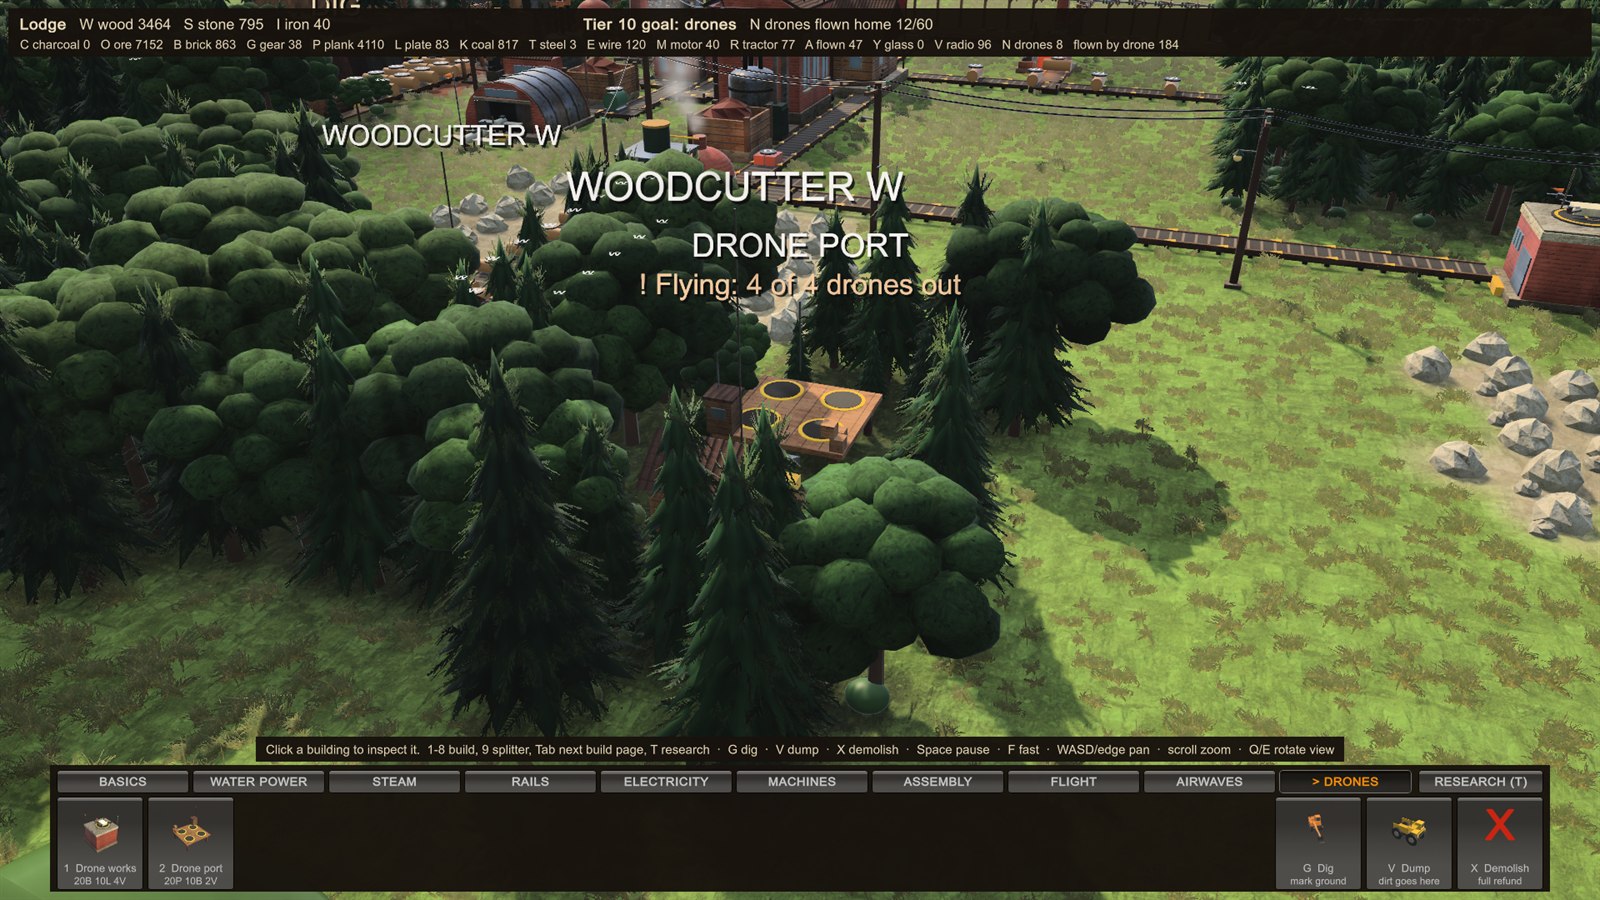 DIG
Lodge W wood 3464 S stone 795 I iron 40
Tier 10 goal: drones N drones flown home 12/60
C charcoal 0 O ore 7152 B brick 863 G gear 38 P plank 4110 L plate 83 K coal 817 T steel 3 E wire 120 M motor 40 R tractor 77 A flown 47 Y glass 0 V radio 96 N drones 8 flown by drone 184
WOODCUTTER W
WOODCUTTER W
DRONE PORT
! Flying: 4 of 4 drones out
Click a building to inspect it. 1-8 build, 9 splitter, Tab next build page, T research · G dig · V dump · X demolish · Space pause · F fast · WASD/edge pan · scroll zoom · Q/E rotate view
BASICS
WATER POWER
STEAM
RAILS
ELECTRICITY
MACHINES
ASSEMBLY
FLIGHT
AIRWAVES
> DRONES
RESEARCH (T)
1 Drone works
20B 10L 4V
2 Drone port
20P 10B 2V
G Dig
mark ground
V Dump
dirt goes here
X Demolish
full refund